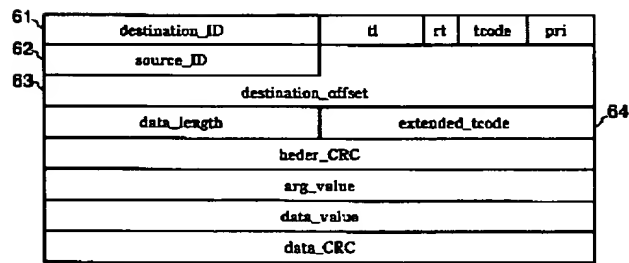 61 destination_ID tl rt tcode pri
62 source_ID
63 destination_offset
data_length extended_tcode 64
heder_CRC
arg_value
data_value
data_CRC